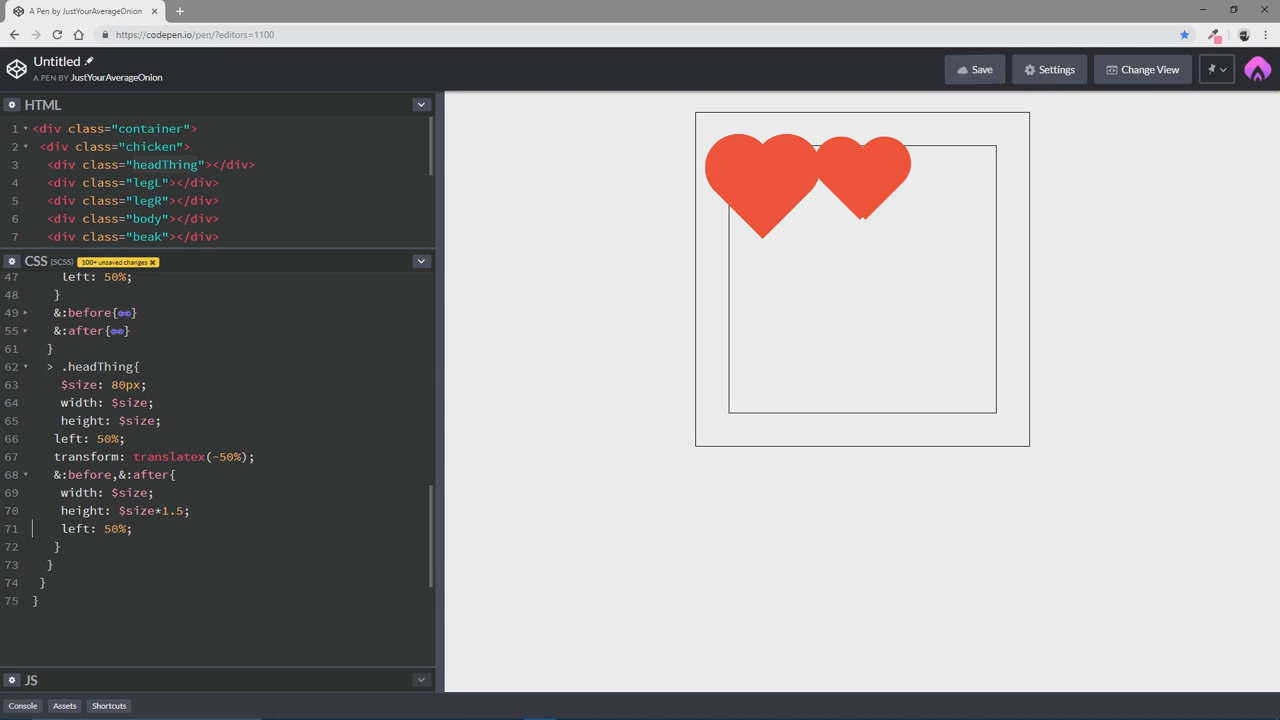 A Pen by JustYourAverageOnion
https://codepen.io/pen/?editors=1100
Untitled
A PEN BY JustYourAverageOnion
Save
Settings
Change View
HTML
1 <div class="container">
2 <div class="chicken">
3 <div class="headThing"></div>
4 <div class="legL"></div>
5 <div class="legR"></div>
6 <div class="body"></div>
7 <div class="beak"></div>
CSS (SCSS) 100+ unsaved changes ×
47 left: 50%;
48 }
49 &:before{
55 &:after{
61 }
62 > .headThing{
63 $size: 80px;
64 width: $size;
65 height: $size;
66 left: 50%;
67 transform: translatex(-50%);
68 &:before,&:after{
69 width: $size;
70 height: $size*1.5;
71 left: 50%;
72 }
73 }
74 }
75 }
JS
Console Assets Shortcuts